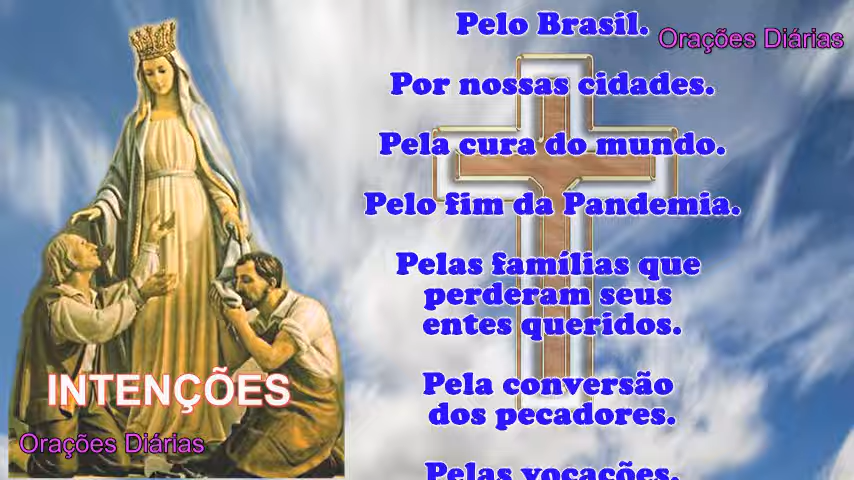 Pelo Brasil.
Orações Diárias
Por nossas cidades.
Pela cura do mundo.
Pelo fim da Pandemia.
Pelas famílias que
perderam seus
entes queridos.
Pela conversão
dos pecadores.
Pelas vocações.
INTENÇÕES
Orações Diárias